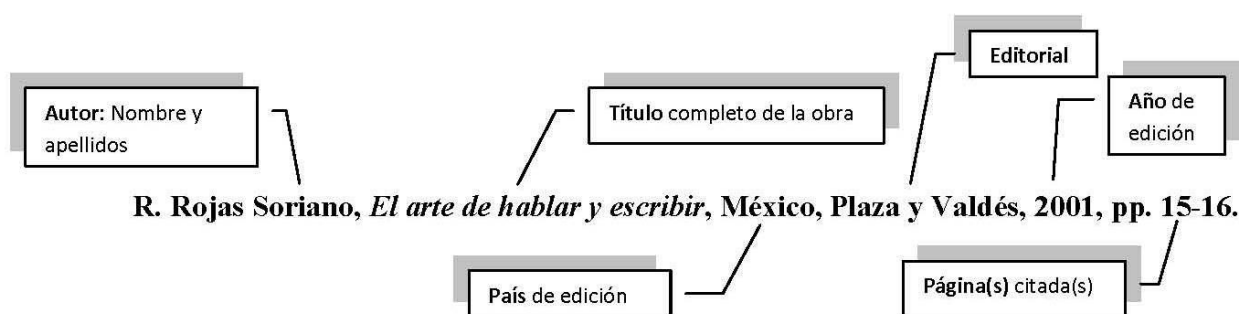 Editorial
Autor: Nombre y
apellidos
Título completo de la obra
Año de
edición
R. Rojas Soriano, El arte de hablar y escribir, México, Plaza y Valdés, 2001, pp. 15-16.
País de edición
Página(s) citada(s)